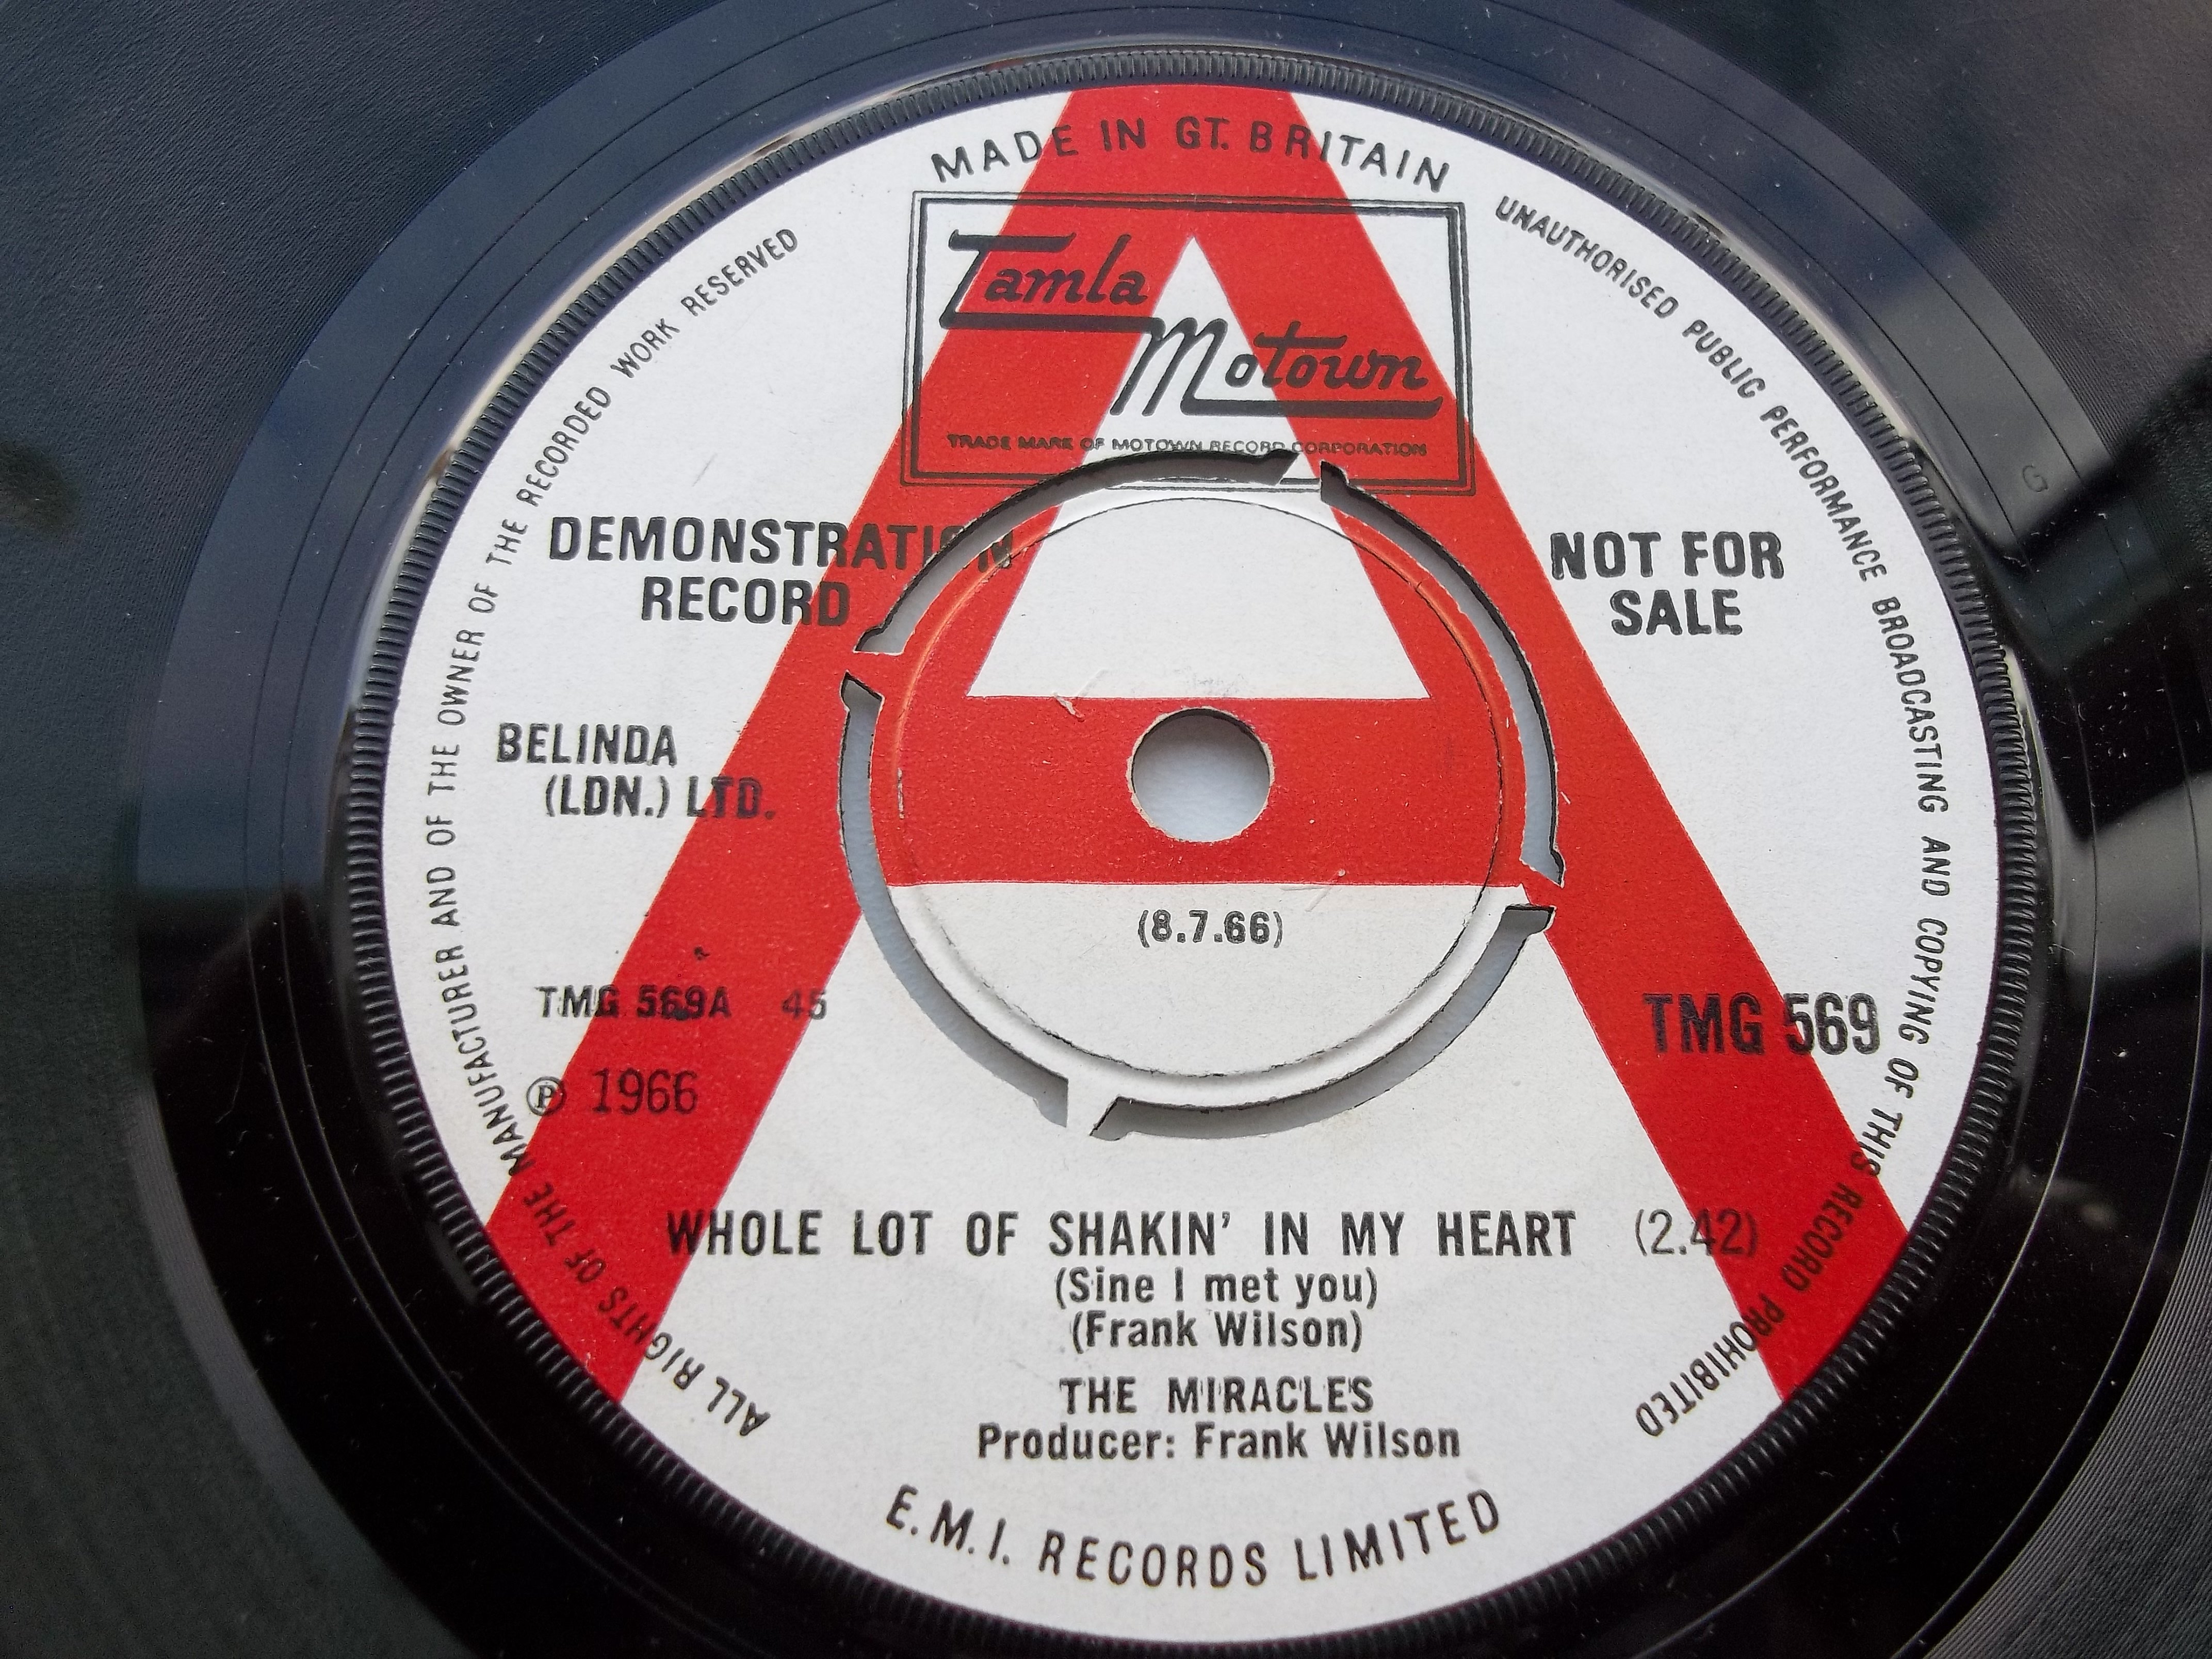 MADE IN GT. BRITAIN
Tamla
Motown
TRADE MARK OF MOTOWN RECORD CORPORATION
ALL RIGHTS OF THE MANUFACTURER AND OF THE OWNER OF THE RECORDED WORK RESERVED
UNAUTHORISED PUBLIC PERFORMANCE BROADCASTING AND COPYING OF THIS RECORD PROHIBITED
DEMONSTRATION
RECORD
NOT FOR
SALE
A
BELINDA
(LDN.) LTD.
(8.7.66)
TMG 569A 45
TMG 569
℗ 1966
WHOLE LOT OF SHAKIN' IN MY HEART (2.42)
(Sine I met you)
(Frank Wilson)
THE MIRACLES
Producer: Frank Wilson
E.M.I. RECORDS LIMITED